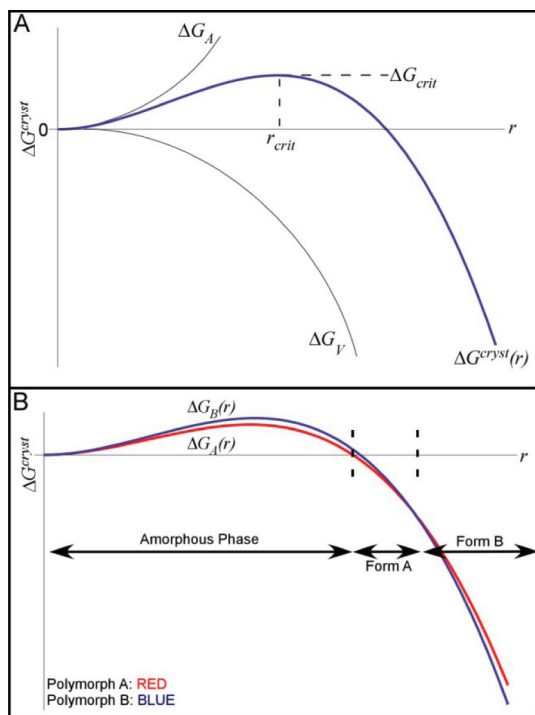 A
ΔG_A
ΔG_crit
ΔG^cryst
0
r
r_crit
ΔG_V
ΔG^cryst(r)
B
ΔG_B(r)
ΔG_A(r)
ΔG^cryst
r
Amorphous Phase
Form A
Form B
Polymorph A: RED
Polymorph B: BLUE